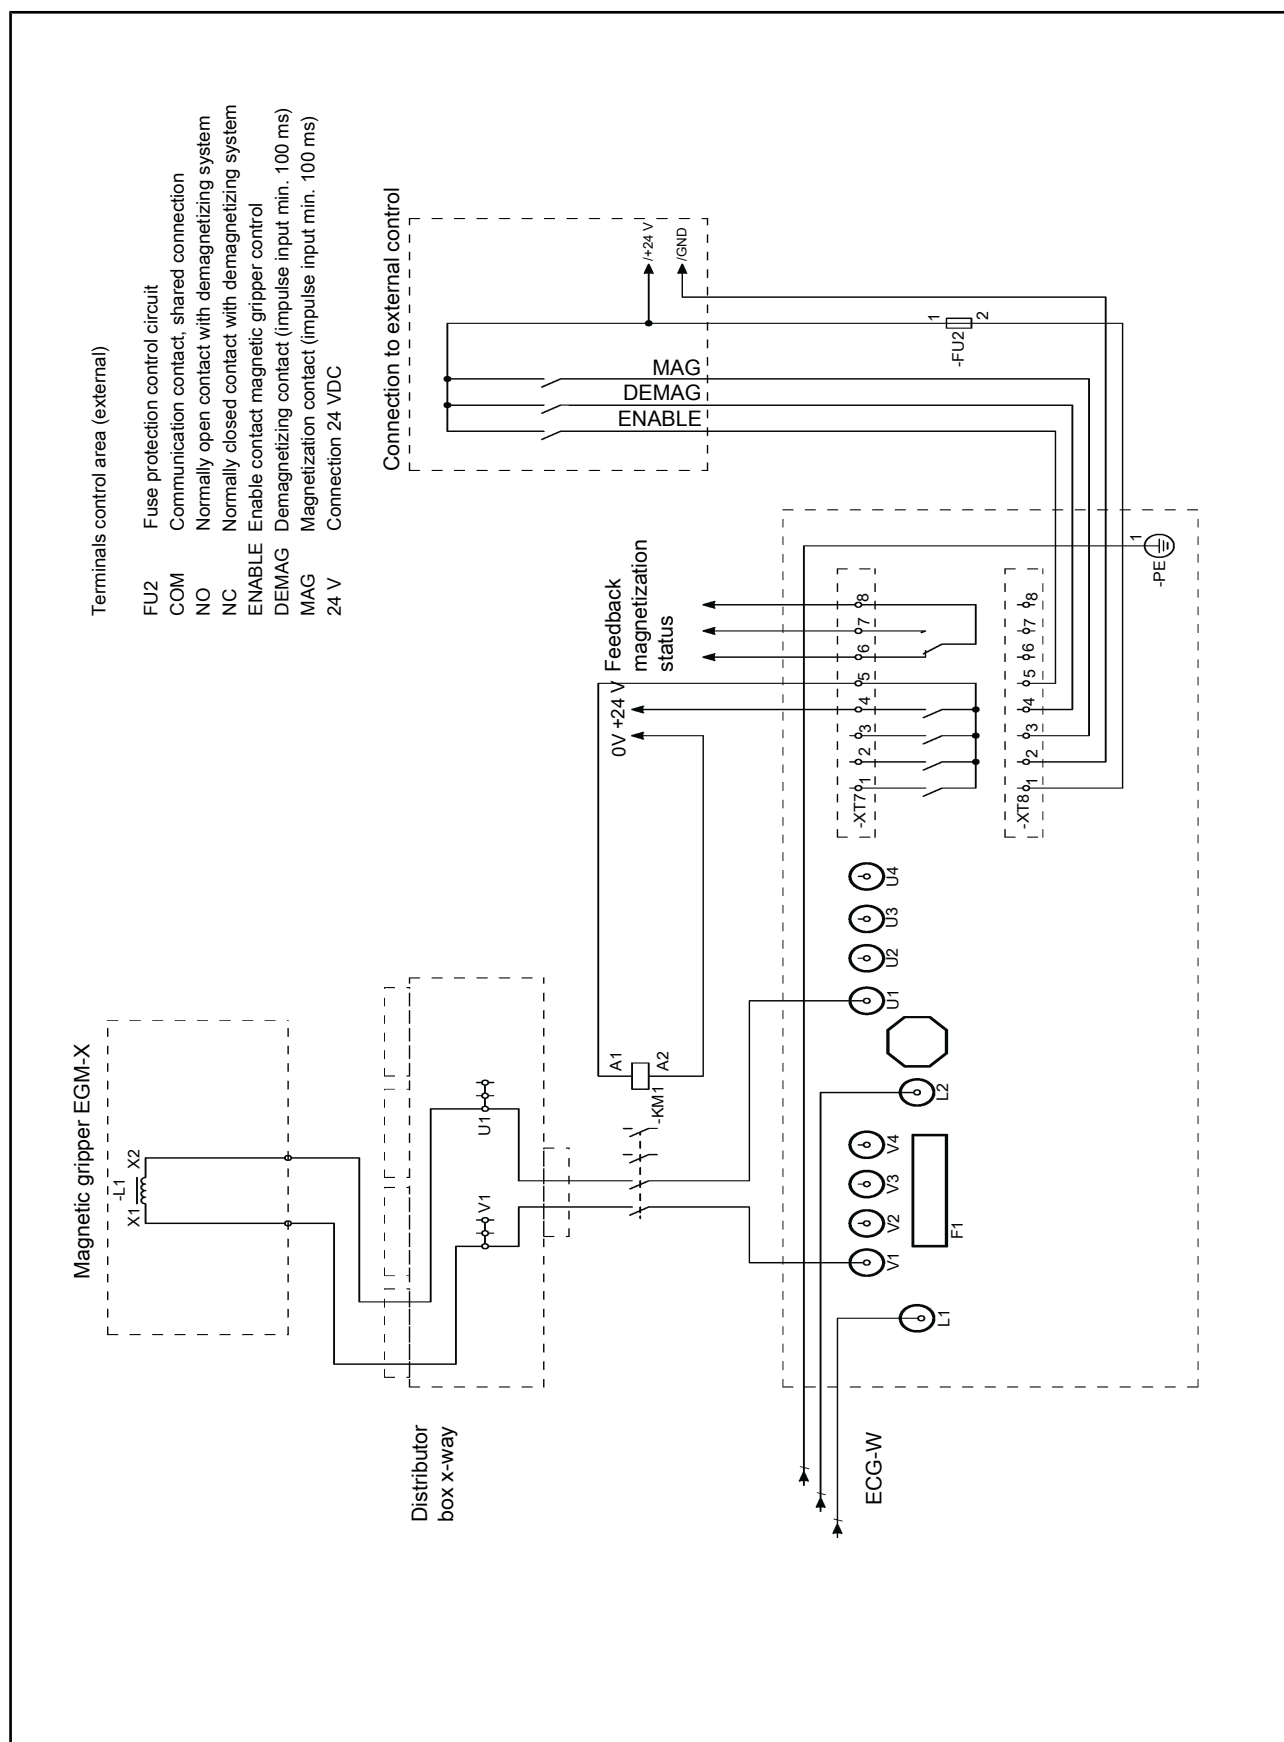 Terminals control area (external)
FU2 Fuse protection control circuit
COM Communication contact, shared connection
NO Normally open contact with demagnetizing system
NC Normally closed contact with demagnetizing system
ENABLE Enable contact magnetic gripper control
DEMAG Demagnetizing contact (impulse input min. 100 ms)
MAG Magnetization contact (impulse input min. 100 ms)
24 V Connection 24 VDC
Magnetic gripper EGM-X
-L1
X1 X2
Connection to external control
/+24 V
/GND
MAG
DEMAG
ENABLE
1
-FU2
2
Distributor
box x-way
V1
U1
A1
A2
-KM1
0V +24 V
Feedback
magnetization
status
ECG-W
-XT7 1 2 3 4 5 6 7 8
-XT8 1 2 3 4 5 6 7 8
L1
V1 V2 V3 V4
F1
L2
U1 U2 U3 U4
-PE 1